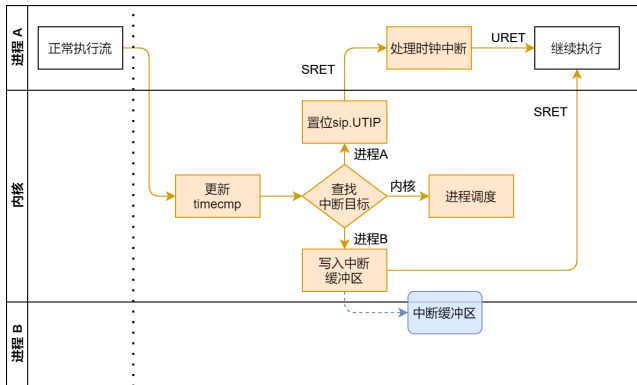 进程 A
正常执行流
处理时钟中断
URET
继续执行
SRET
SRET
内核
置位sip.UTIP
进程A
更新
timecmp
查找
中断目标
内核
进程调度
进程B
写入中断
缓冲区
进程 B
中断缓冲区